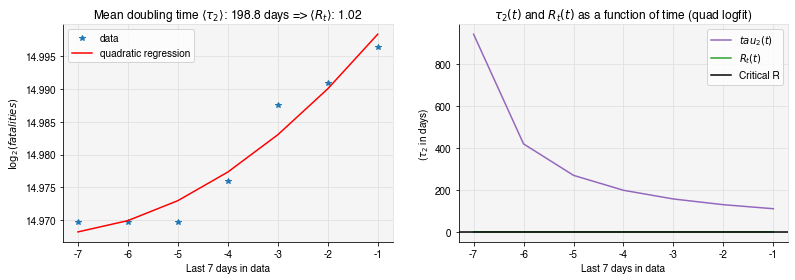 Mean doubling time ⟨τ₂⟩: 198.8 days => ⟨Rₜ⟩: 1.02
data
quadratic regression
14.995
14.990
14.985
14.980
14.975
14.970
log₂(fatalities)
-7 -6 -5 -4 -3 -2 -1
Last 7 days in data
τ₂(t) and Rₜ(t) as a function of time (quad logfit)
tau₂(t)
Rₜ(t)
Critical R
800
600
400
200
0
(τ₂ in days)
-7 -6 -5 -4 -3 -2 -1
Last 7 days in data